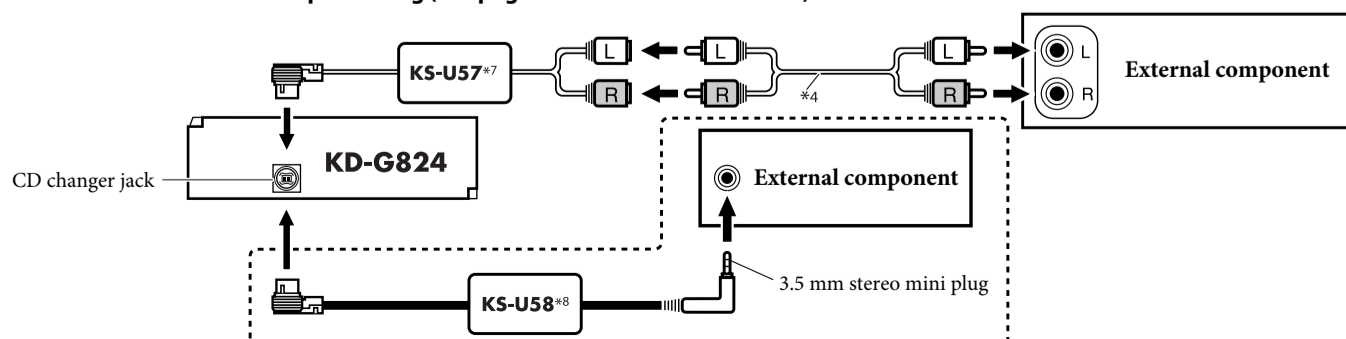 L
L
L
L
KS-U57*7
External component
R
R
R
*4
R
KD-G824
CD changer jack
External component
3.5 mm stereo mini plug
KS-U58*8